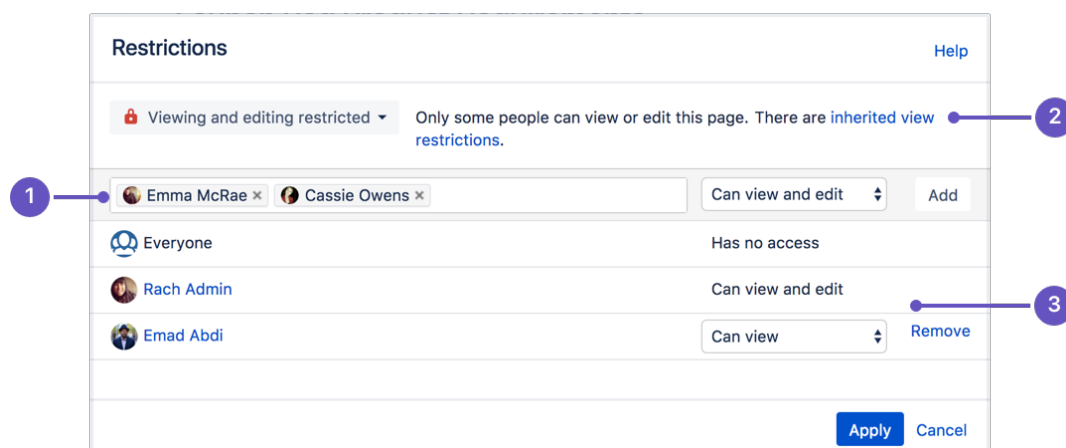 Restrictions
Help
Viewing and editing restricted
Only some people can view or edit this page. There are inherited view
restrictions.
2
1
Emma McRae × Cassie Owens ×
Can view and edit
Add
Everyone
Has no access
Rach Admin
Can view and edit
3
Emad Abdi
Can view
Remove
Apply
Cancel